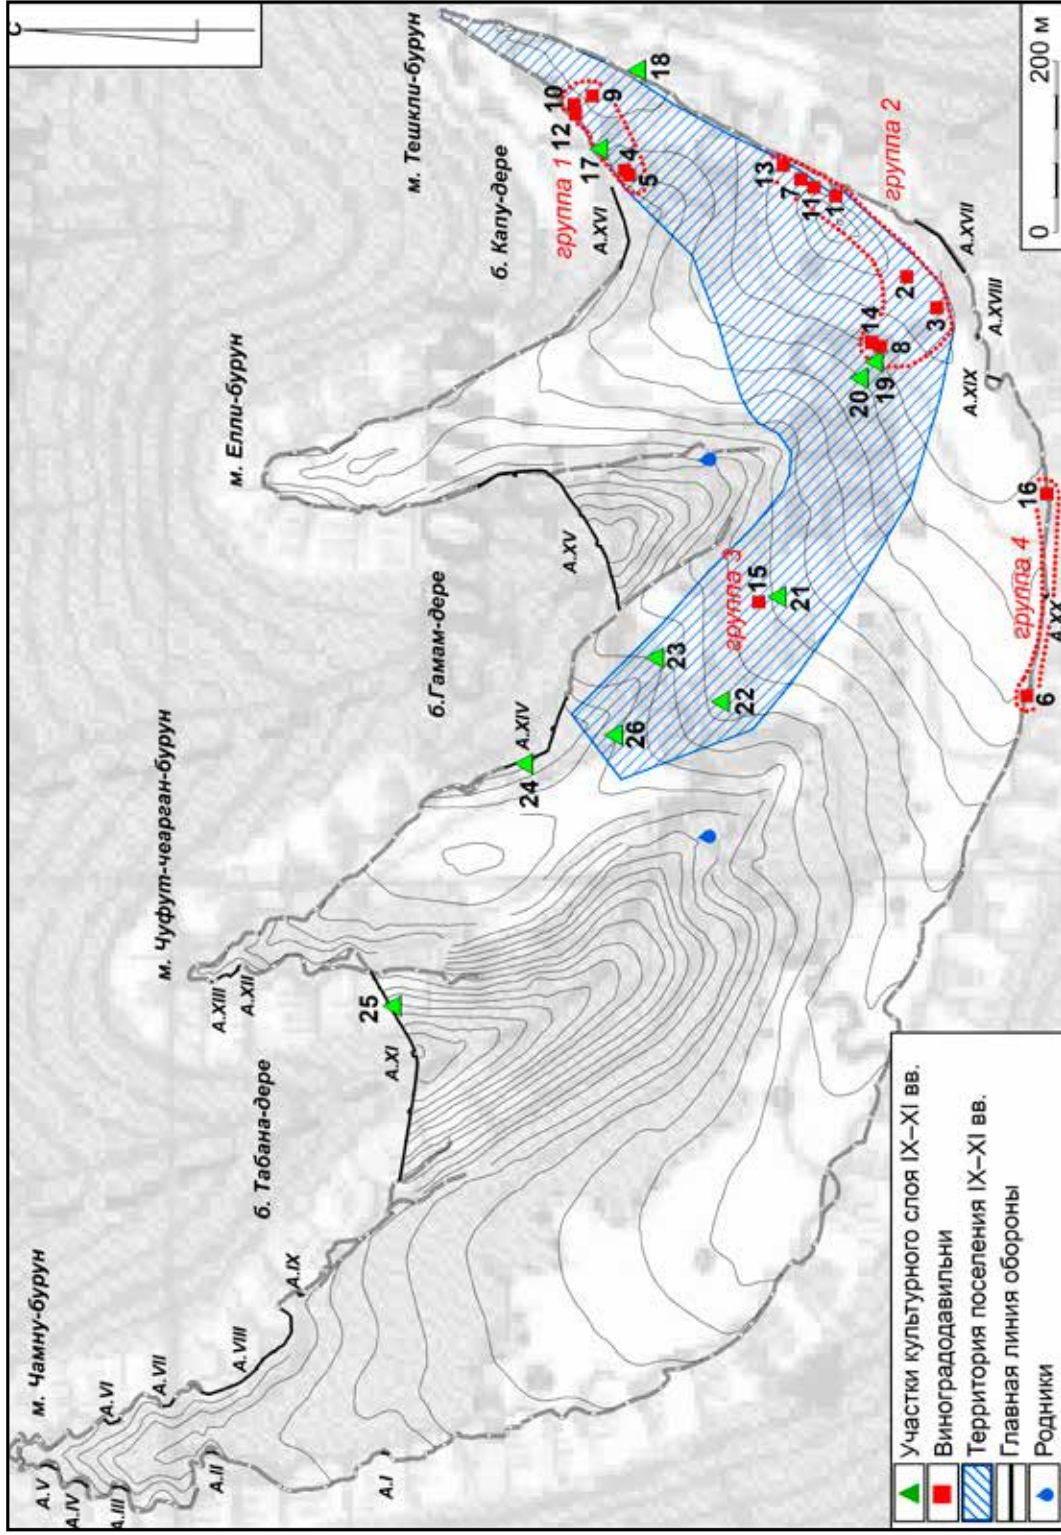 С
м. Чамну-бурун
А.V
А.IV
А.III
А.VI
А.VII
А.II
А.VIII
А.IX
А.I
б. Табана-дере
м. Чуфут-чеарган-бурун
А.XIII
А.XII
25
А.XI
24
А.XIV
б.Гамам-дере
м. Елли-бурун
А.XV
б. Капу-дере
м. Тешкли-бурун
группа 1
А.XVI
10
12
9
17
4
5
18
26
23
22
группа 3
15
21
13
7
11
1
группа 2
2
3
14
8
20
19
А.XVII
А.XVIII
А.XIX
16
группа 4
6
А.XX
Участки культурного слоя IX–XI вв.
Виноградодавильни
Территория поселения IX–XI вв.
Главная линия обороны
Родники
0 200 м